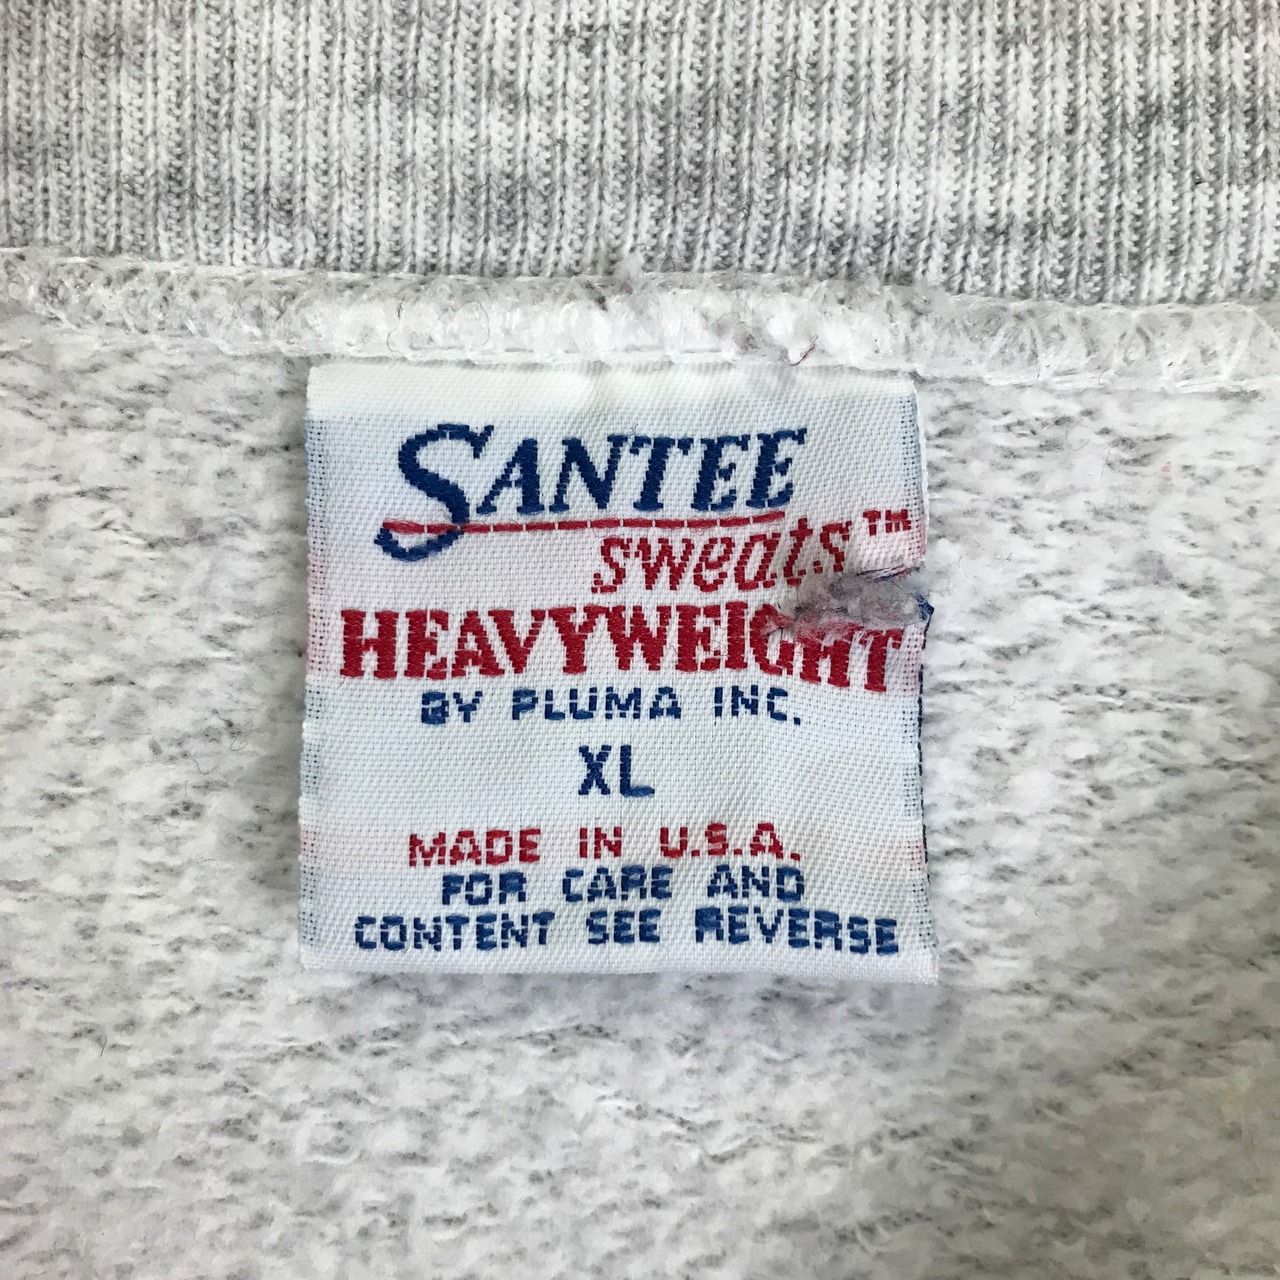 SANTEE
sweats™
HEAVYWEIGHT
BY PLUMA INC.
XL
MADE IN U.S.A.
FOR CARE AND
CONTENT SEE REVERSE